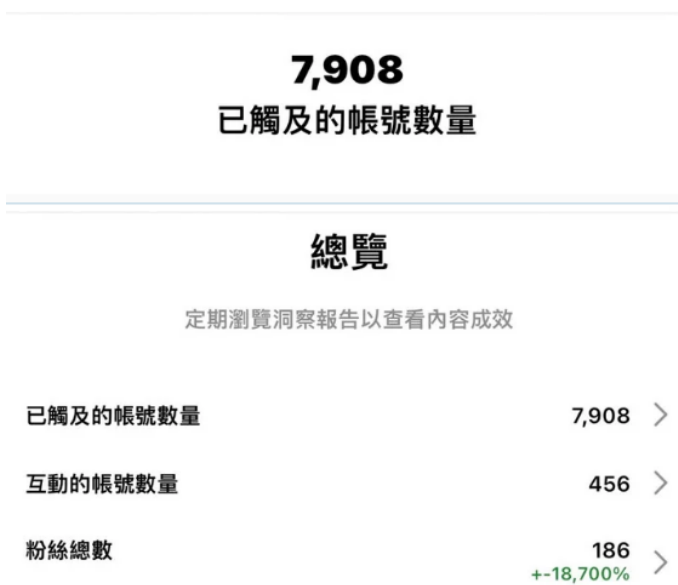 7,908
已觸及的帳號數量
總覽
定期瀏覽洞察報告以查看內容成效
已觸及的帳號數量 7,908
互動的帳號數量 456
粉絲總數 186
+-18,700%